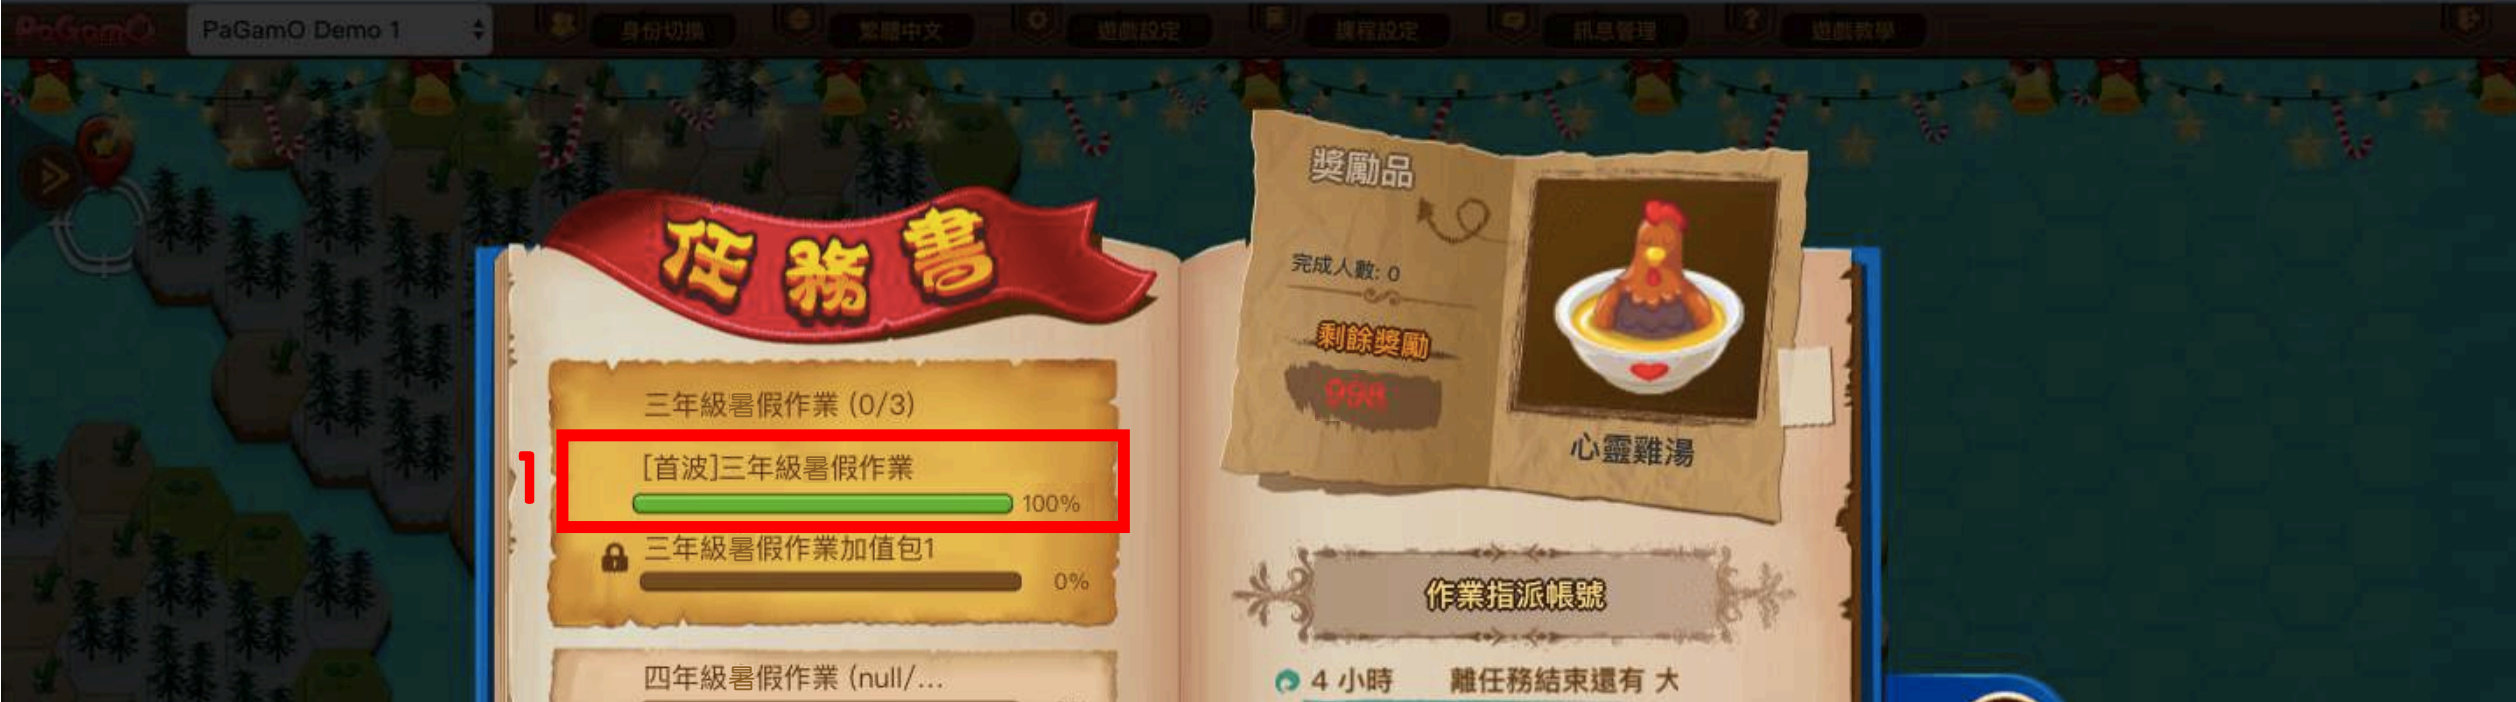 PaGamO
PaGamO Demo 1
身份切換
繁體中文
遊戲設定
課程設定
訊息管理
遊戲教學
任務書
獎勵品
完成人數: 0
剩餘獎勵
998
心靈雞湯
三年級暑假作業 (0/3)
1
[首波]三年級暑假作業
100%
三年級暑假作業加值包1
0%
四年級暑假作業 (null/...
作業指派帳號
4 小時
離任務結束還有 大